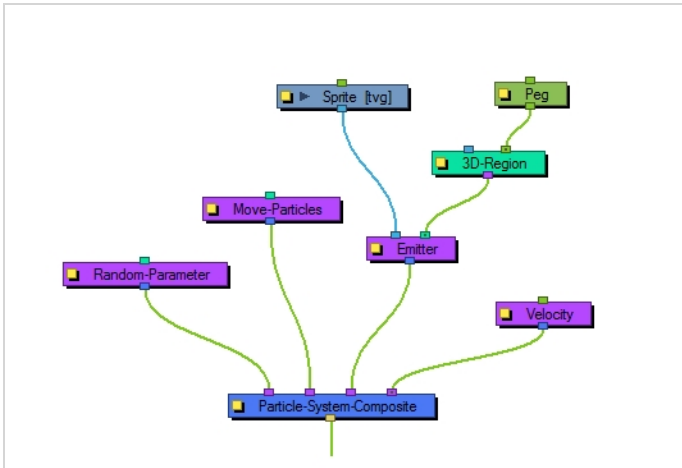 Sprite [tvg]
Peg
3D-Region
Move-Particles
Emitter
Random-Parameter
Velocity
Particle-System-Composite